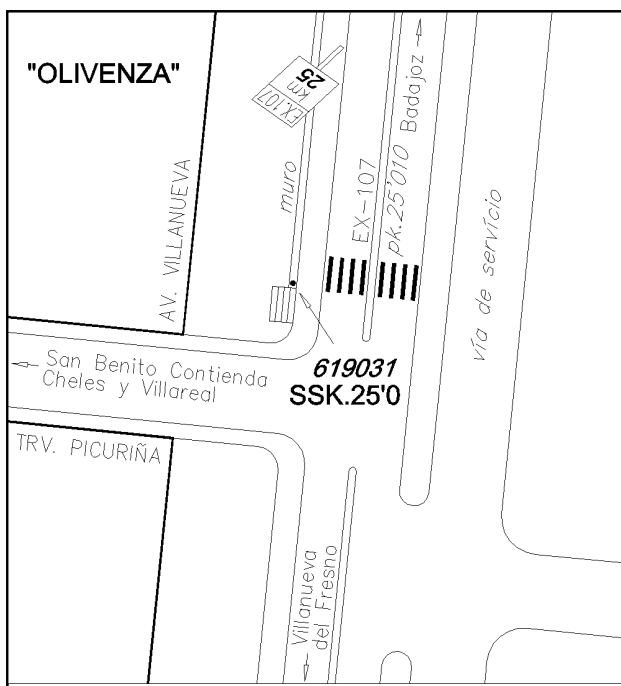 "OLIVENZA"
EX.107
km
25
AV. VILLANUEVA
muro
EX-107
pk.25'010
Badajoz
vía de servicio
San Benito Contienda
Cheles y Villareal
619031
SSK.25'0
TRV. PICURIÑA
Villanueva
del Fresno